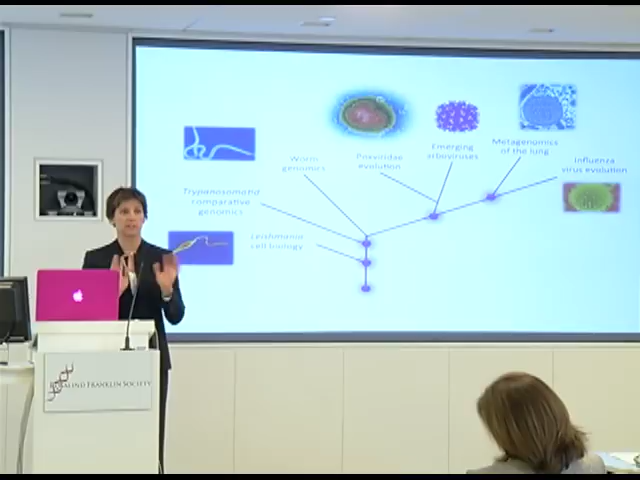 Metagenomics
of the lung
Emerging
arboviruses
Poxviridae
evolution
Worm
genomics
Influenza
virus evolution
Trypanosomatid
comparative
genomics
Leishmania
cell biology
ROSALIND FRANKLIN SOCIETY